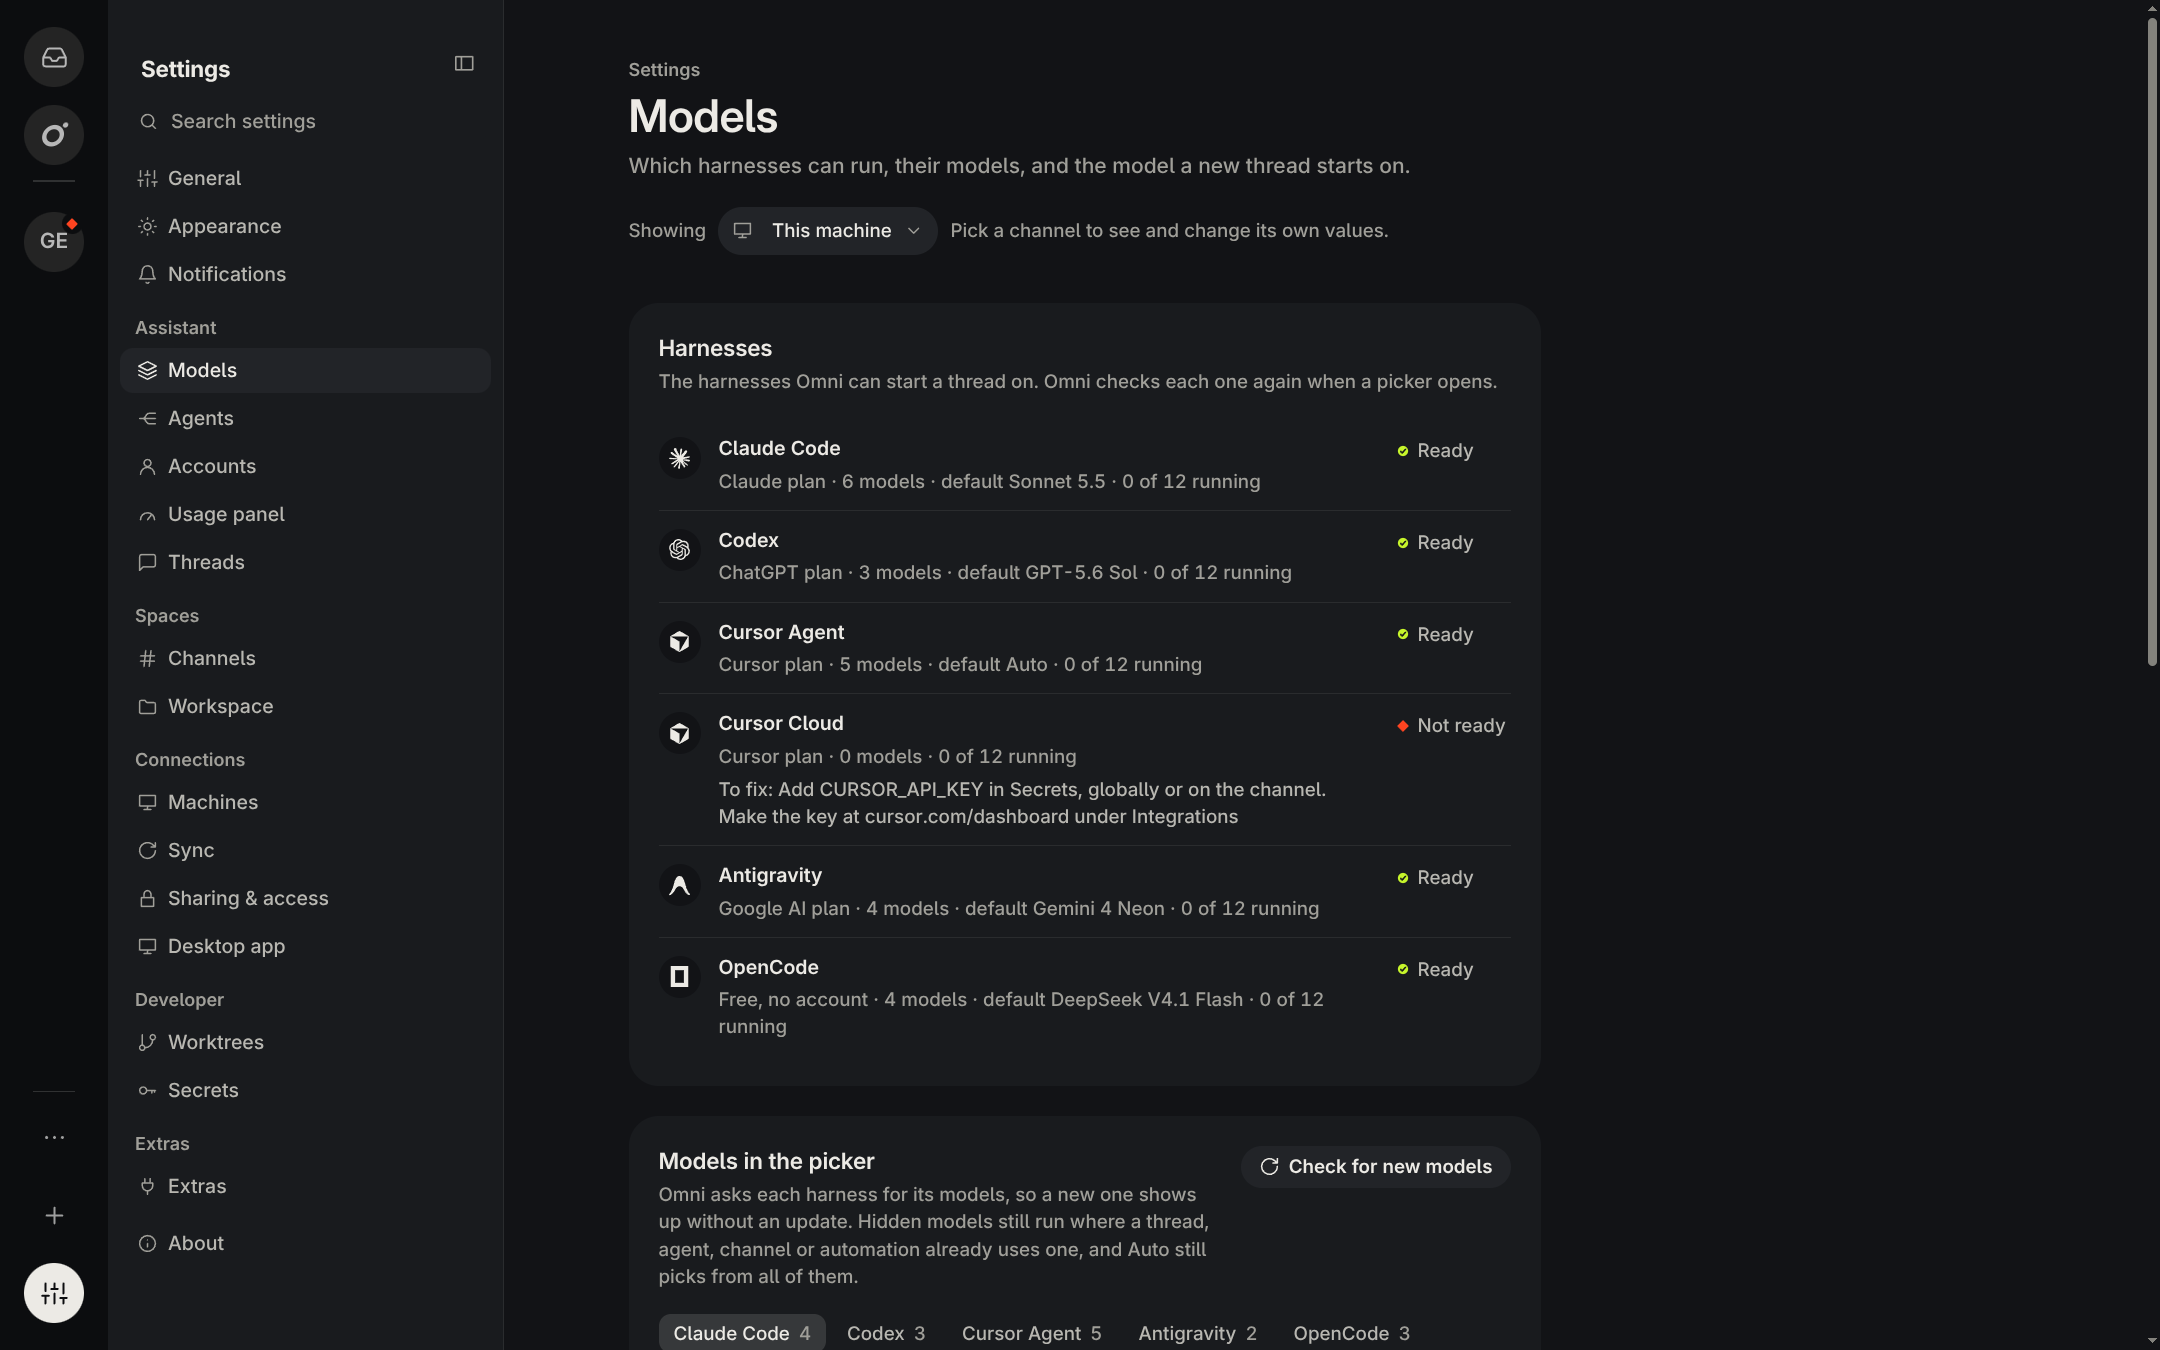 Settings
Search settings
General
GE
Appearance
Notifications
Assistant
Models
Agents
Accounts
Usage panel
Threads
Spaces
Channels
Workspace
Connections
Machines
Sync
Sharing & access
Desktop app
Developer
Worktrees
Secrets
Extras
Extras
About
Settings
Models
Which harnesses can run, their models, and the model a new thread starts on.
Showing This machine Pick a channel to see and change its own values.
Harnesses
The harnesses Omni can start a thread on. Omni checks each one again when a picker opens.
Claude Code Ready
Claude plan · 6 models · default Sonnet 5.5 · 0 of 12 running
Codex Ready
ChatGPT plan · 3 models · default GPT-5.6 Sol · 0 of 12 running
Cursor Agent Ready
Cursor plan · 5 models · default Auto · 0 of 12 running
Cursor Cloud Not ready
Cursor plan · 0 models · 0 of 12 running
To fix: Add CURSOR_API_KEY in Secrets, globally or on the channel.
Make the key at cursor.com/dashboard under Integrations
Antigravity Ready
Google AI plan · 4 models · default Gemini 4 Neon · 0 of 12 running
OpenCode Ready
Free, no account · 4 models · default DeepSeek V4.1 Flash · 0 of 12
running
Models in the picker Check for new models
Omni asks each harness for its models, so a new one shows
up without an update. Hidden models still run where a thread,
agent, channel or automation already uses one, and Auto still
picks from all of them.
Claude Code 4 Codex 3 Cursor Agent 5 Antigravity 2 OpenCode 3